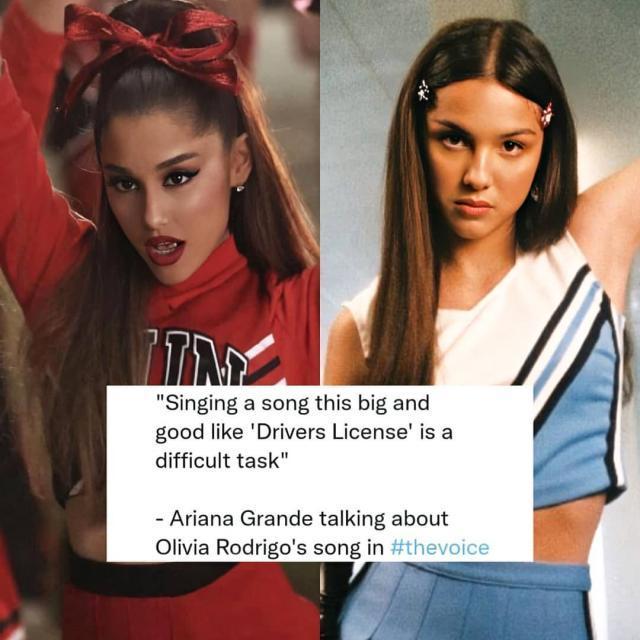 UN
"Singing a song this big and
good like 'Drivers License' is a
difficult task"
- Ariana Grande talking about
Olivia Rodrigo's song in #thevoice